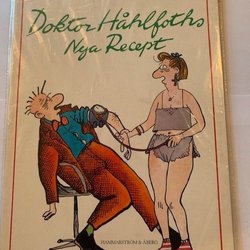 Doktor Håhlfoths
Nya Recept
HAMMARSTRÖM & ÅBERG